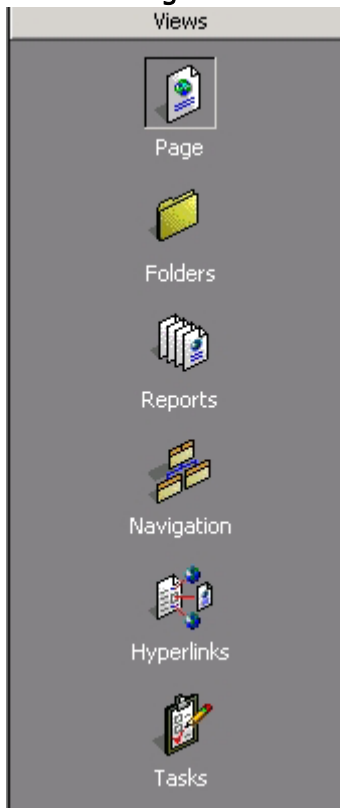 Views
Page
Folders
Reports
Navigation
Hyperlinks
Tasks